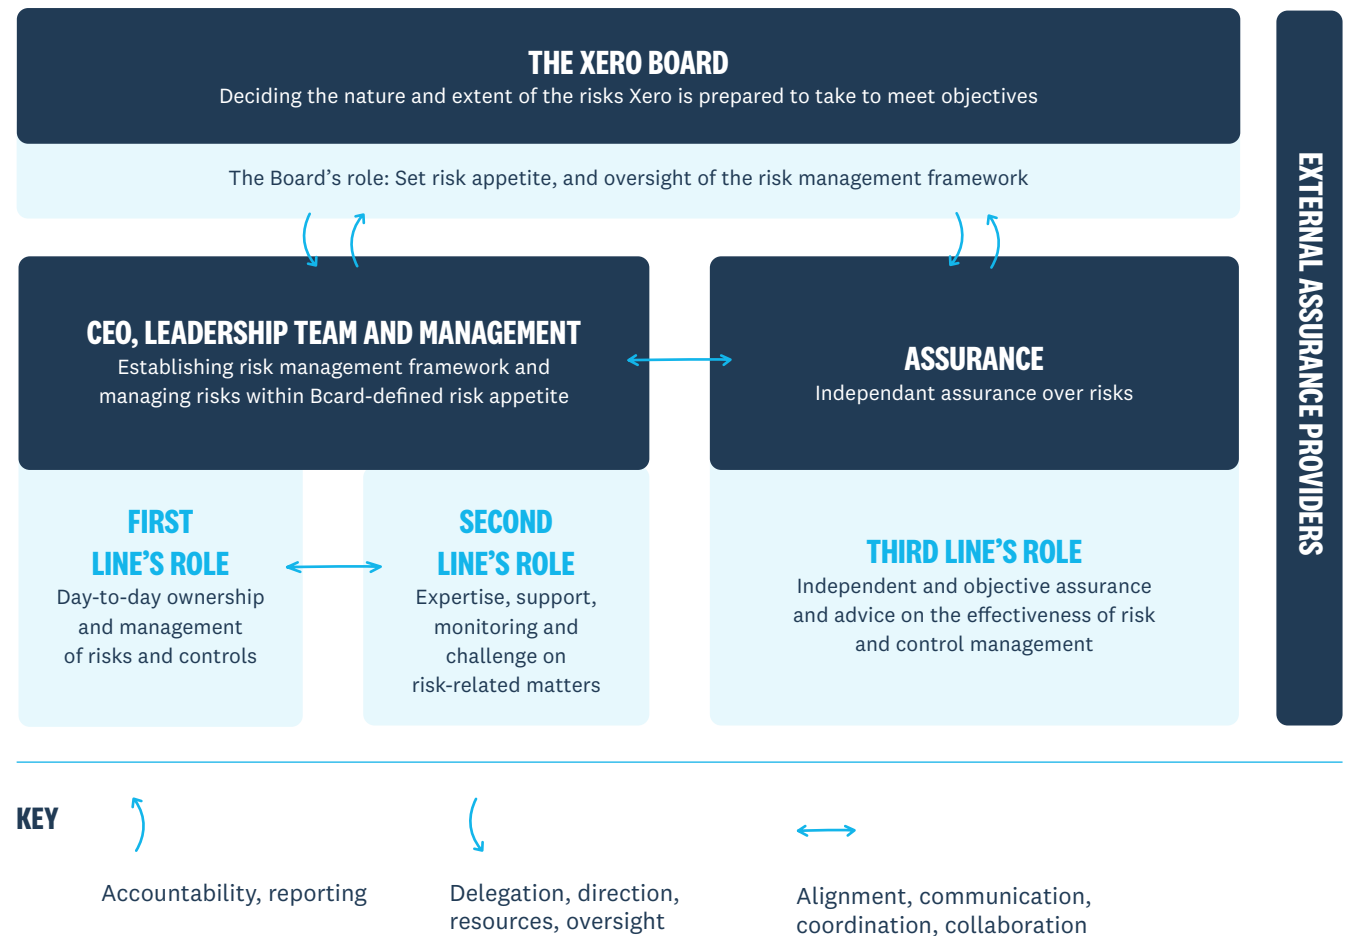 THE XERO BOARD
Deciding the nature and extent of the risks Xero is prepared to take to meet objectives
The Board's role: Set risk appetite, and oversight of the risk management framework
CEO, LEADERSHIP TEAM AND MANAGEMENT
Establishing risk management framework and
managing risks within Bcard-defined risk appetite
ASSURANCE
Independant assurance over risks
FIRST
LINE'S ROLE
Day-to-day ownership
and management
of risks and controls
SECOND
LINE'S ROLE
Expertise, support,
monitoring and
challenge on
risk-related matters
THIRD LINE'S ROLE
Independent and objective assurance
and advice on the effectiveness of risk
and control management
EXTERNAL ASSURANCE PROVIDERS
KEY
Accountability, reporting
Delegation, direction,
resources, oversight
Alignment, communication,
coordination, collaboration